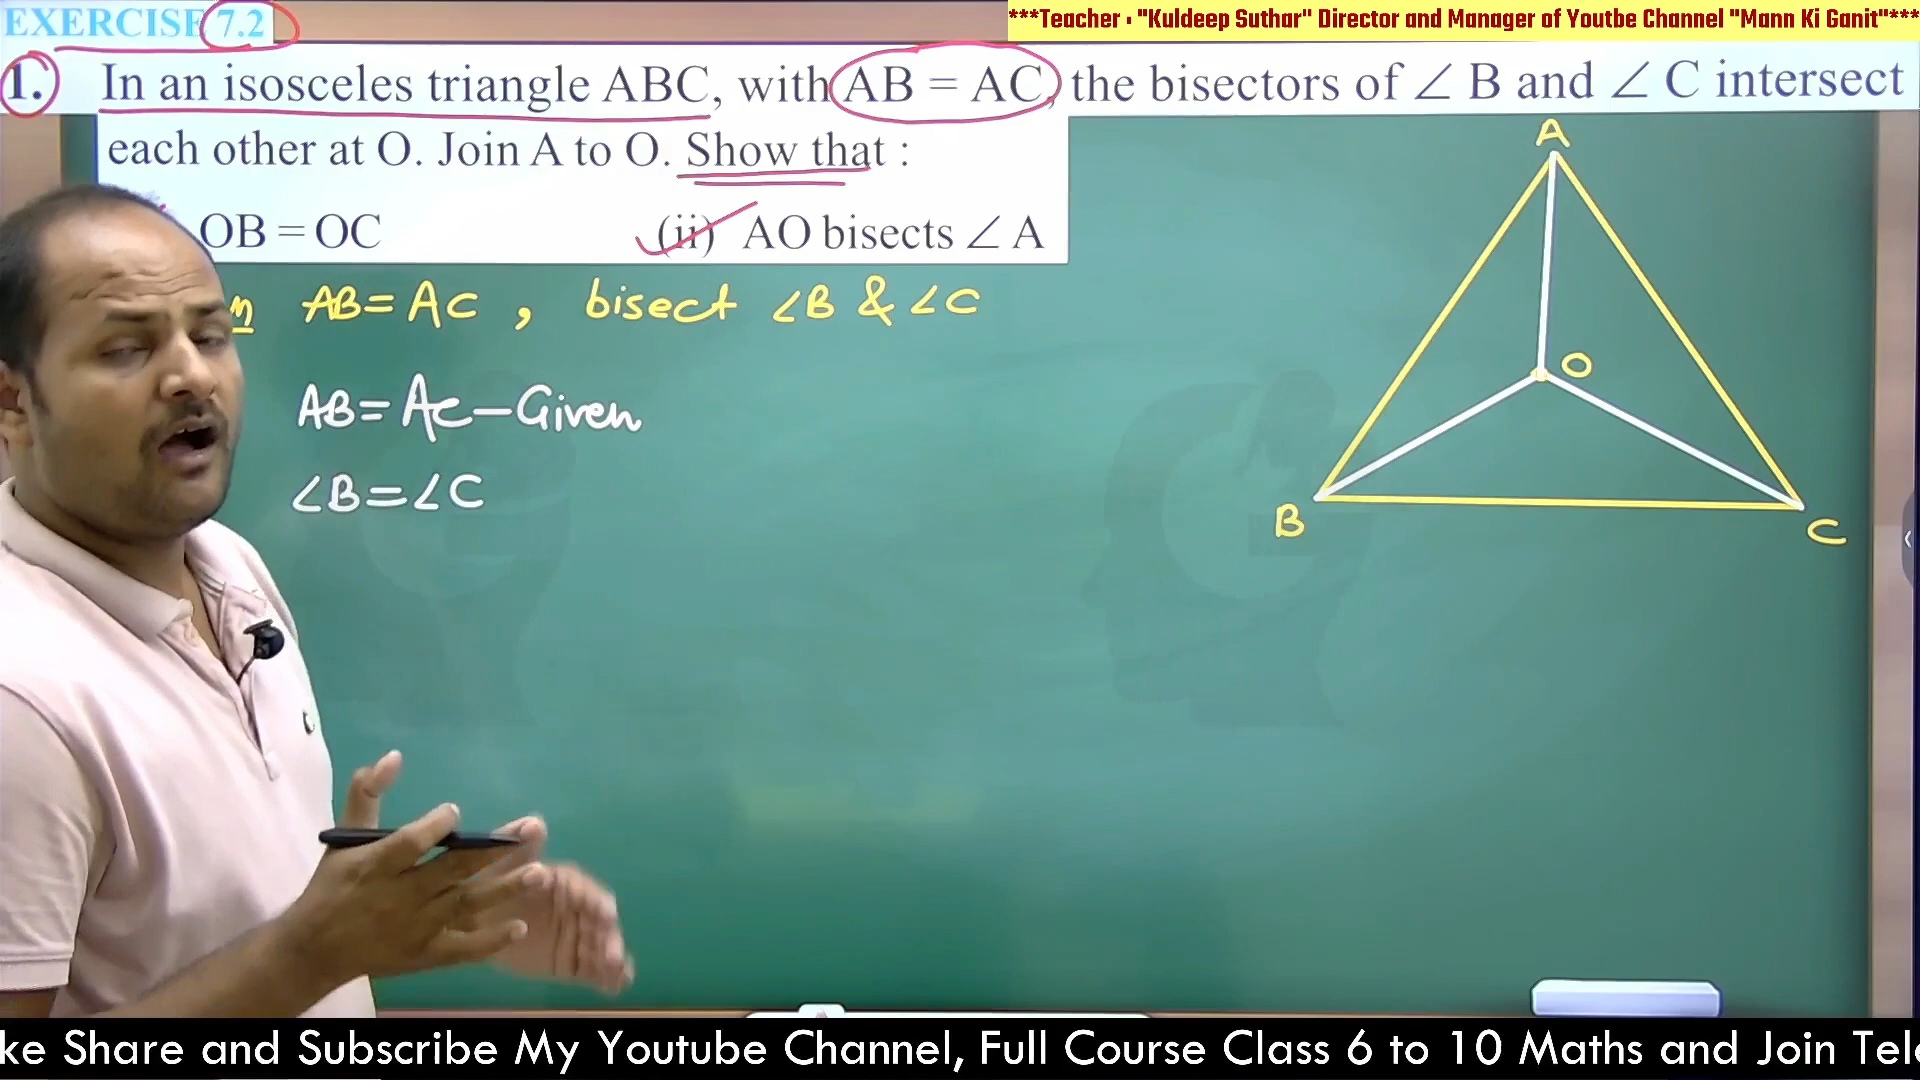 EXERCISE 7.2
***Teacher : "Kuldeep Suthar" Director and Manager of Youtbe Channel "Mann Ki Ganit"***
1. In an isosceles triangle ABC, with AB = AC, the bisectors of ∠ B and ∠ C intersect
each other at O. Join A to O. Show that :
OB = OC (ii) AO bisects ∠ A
AB = AC , bisect ∠B & ∠C
AB = AC – Given
∠B = ∠C
A
O
B
C
ke Share and Subscribe My Youtube Channel, Full Course Class 6 to 10 Maths and Join Tel